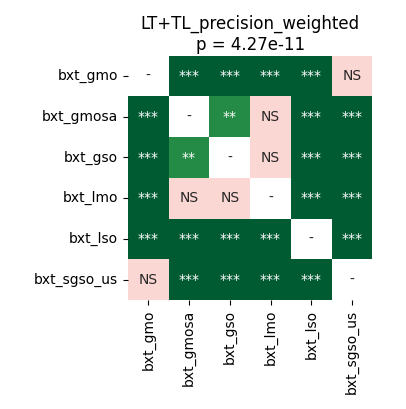 LT+TL_precision_weighted
p = 4.27e-11
bxt_gmo - *** *** *** *** NS
bxt_gmosa *** - ** NS *** ***
bxt_gso *** ** - NS *** ***
bxt_lmo *** NS NS - *** ***
bxt_lso *** *** *** *** - ***
bxt_sgso_us NS *** *** *** *** -
bxt_gmo
bxt_gmosa
bxt_gso
bxt_lmo
bxt_lso
bxt_sgso_us